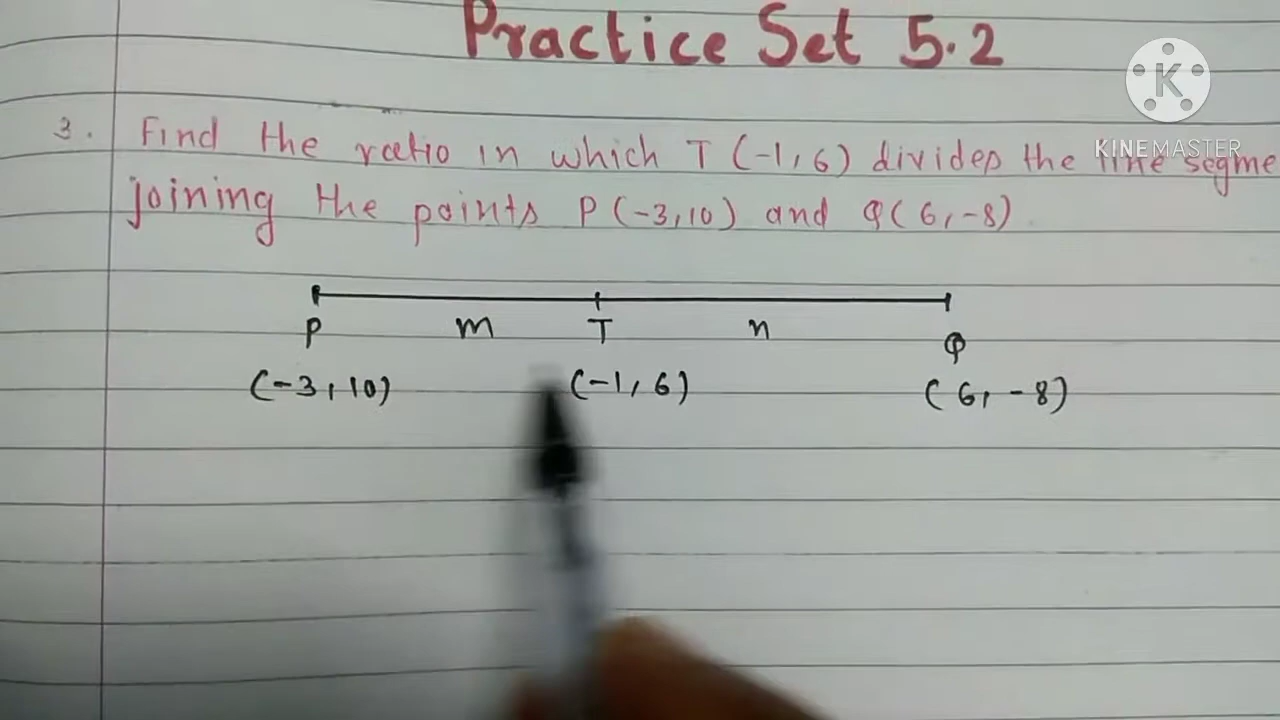 Practice Set 5.2
K
KINEMASTER
3. Find the ratio in which T (-1, 6) divides the line segme
joining the points P (-3, 10) and Q (6, -8)
P m T n Q
(-3, 10) (-1, 6) (6, -8)